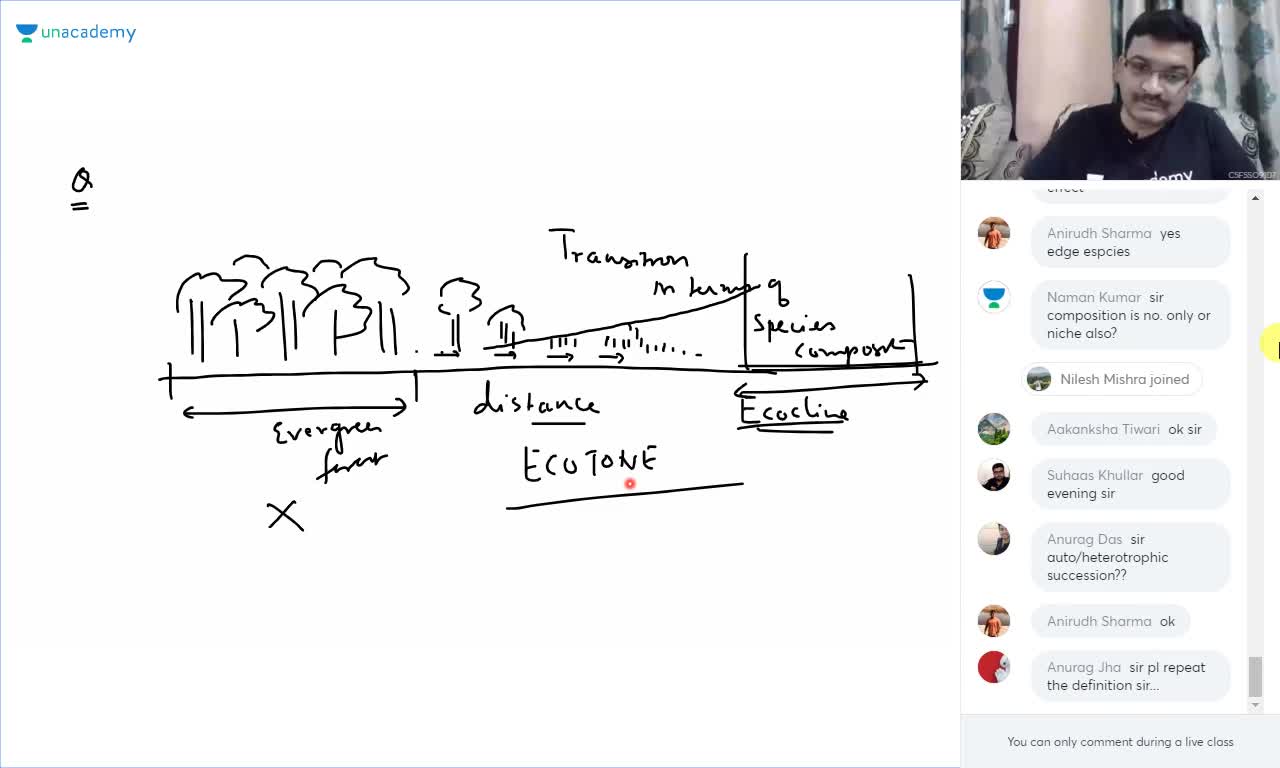 unacademy
Q
Transition
in terms of
Species
composit
distance
Ecocline
Evergreen
forest
ECOTONE
X
CSFSSO9JD7
effect
Anirudh Sharma yes
edge espcies
Naman Kumar sir
composition is no. only or
niche also?
Nilesh Mishra joined
Aakanksha Tiwari ok sir
Suhaas Khullar good
evening sir
Anurag Das sir
auto/heterotrophic
succession??
Anirudh Sharma ok
Anurag Jha sir pl repeat
the definition sir...
You can only comment during a live class